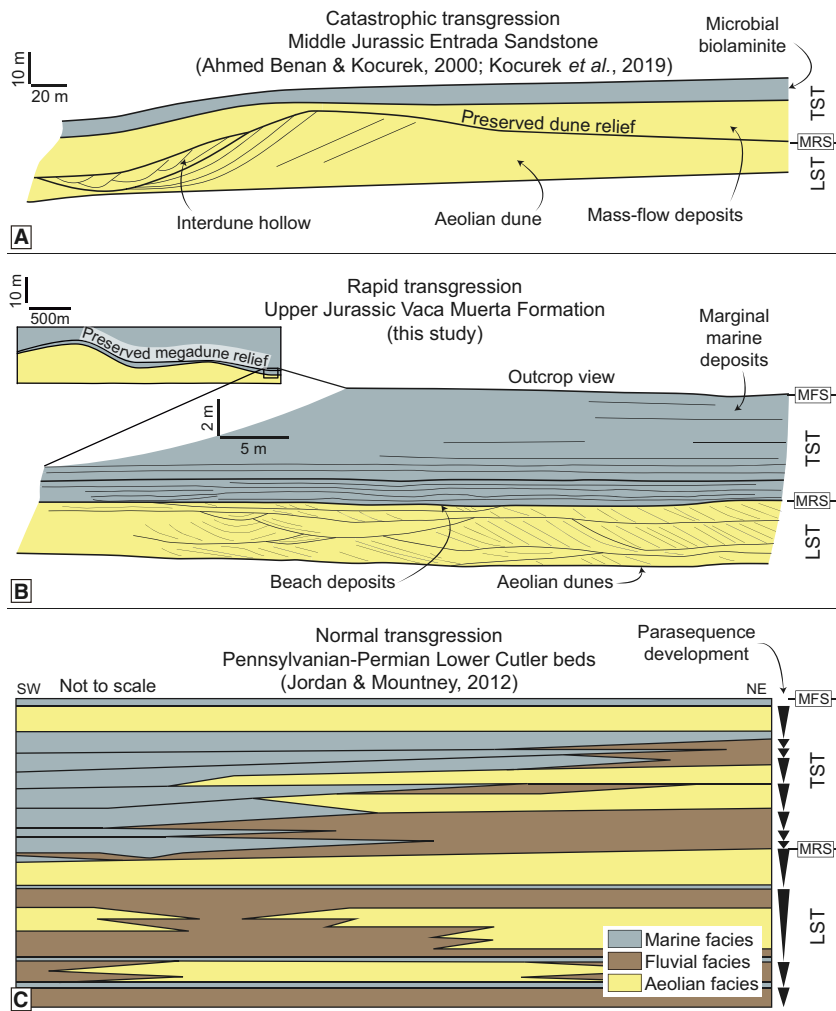 Catastrophic transgression
Middle Jurassic Entrada Sandstone
(Ahmed Benan & Kocurek, 2000; Kocurek et al., 2019)
Microbial
biolaminite
10 m
20 m
Preserved dune relief
TST
MRS
LST
Interdune hollow
Aeolian dune
Mass-flow deposits
A
Rapid transgression
Upper Jurassic Vaca Muerta Formation
(this study)
10 m
500m
Preserved megadune relief
Marginal
marine
deposits
Outcrop view
2 m
5 m
MFS
TST
MRS
LST
Beach deposits
Aeolian dunes
B
Normal transgression
Pennsylvanian-Permian Lower Cutler beds
(Jordan & Mountney, 2012)
Parasequence
development
SW
Not to scale
NE
MFS
TST
MRS
LST
Marine facies
Fluvial facies
Aeolian facies
C